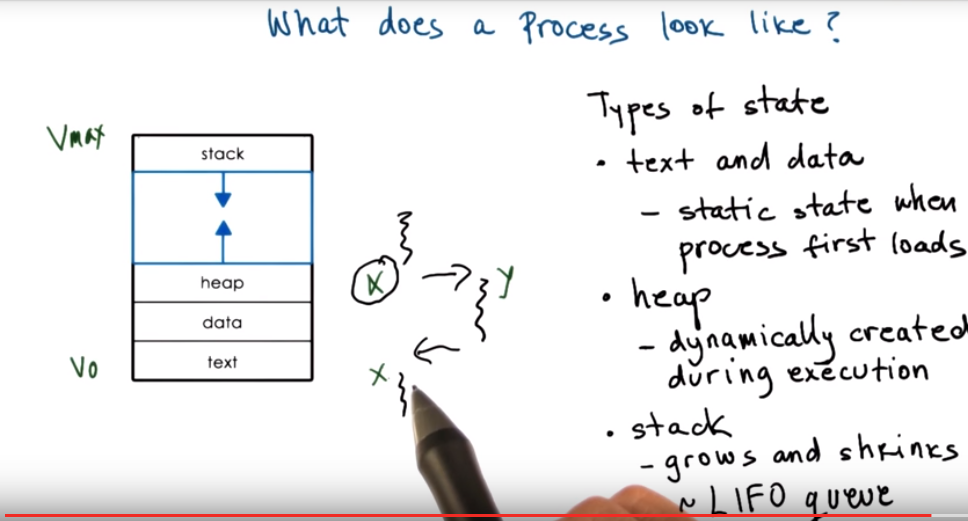 What does a Process look like?
Vmax
stack
heap
data
text
V0
X
y
x
Types of state
• text and data
- static state when
process first loads
• heap
- dynamically created
during execution
• stack
- grows and shrinks
~ LIFO queue